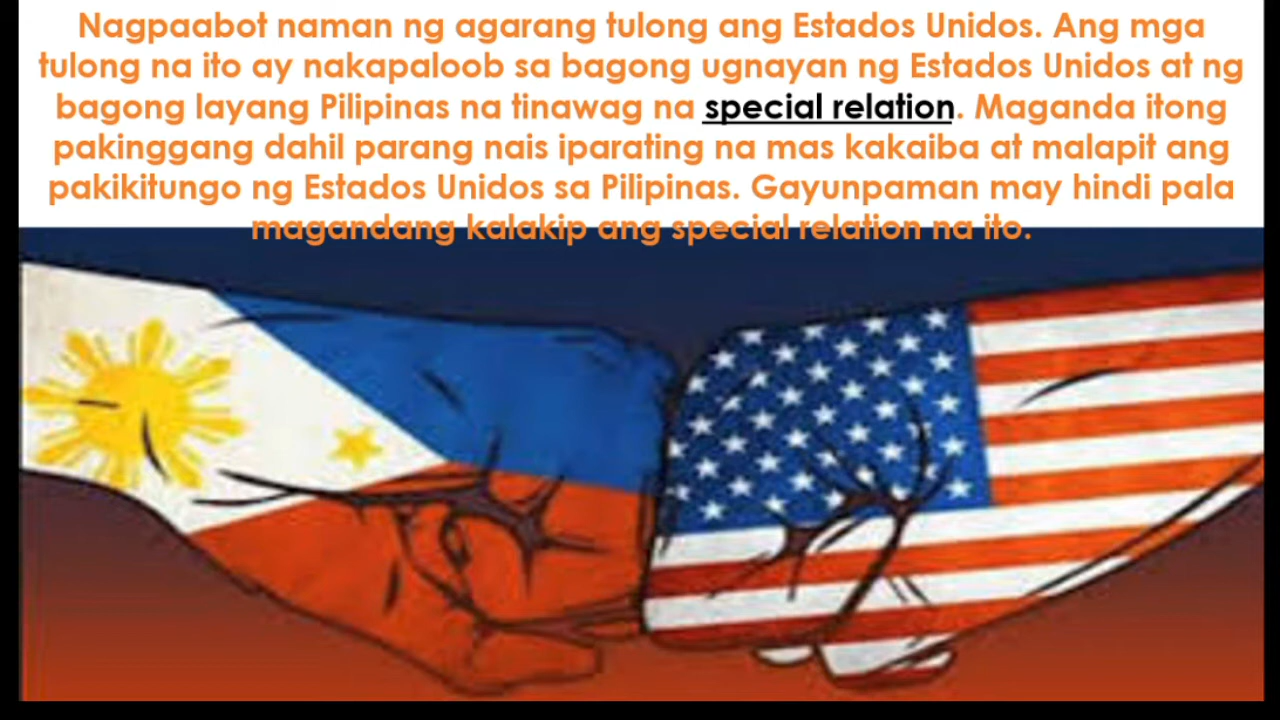 Nagpaabot naman ng agarang tulong ang Estados Unidos. Ang mga
tulong na ito ay nakapaloob sa bagong ugnayan ng Estados Unidos at ng
bagong layang Pilipinas na tinawag na special relation. Maganda itong
pakinggang dahil parang nais iparating na mas kakaiba at malapit ang
pakikitungo ng Estados Unidos sa Pilipinas. Gayunpaman may hindi pala
magandang kalakip ang special relation na ito.